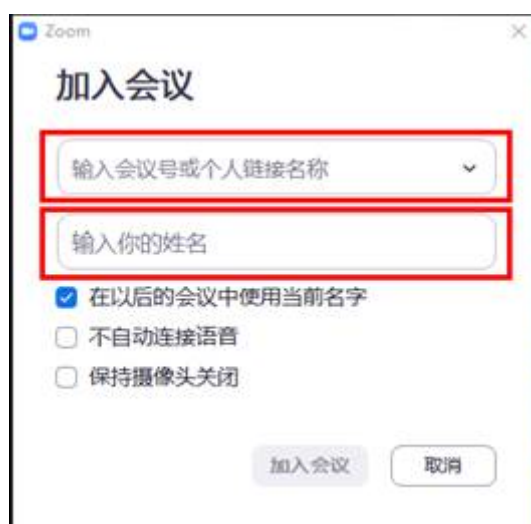 Zoom
加入会议
输入会议号或个人链接名称
输入你的姓名
在以后的会议中使用当前名字
不自动连接语音
保持摄像头关闭
加入会议 取消